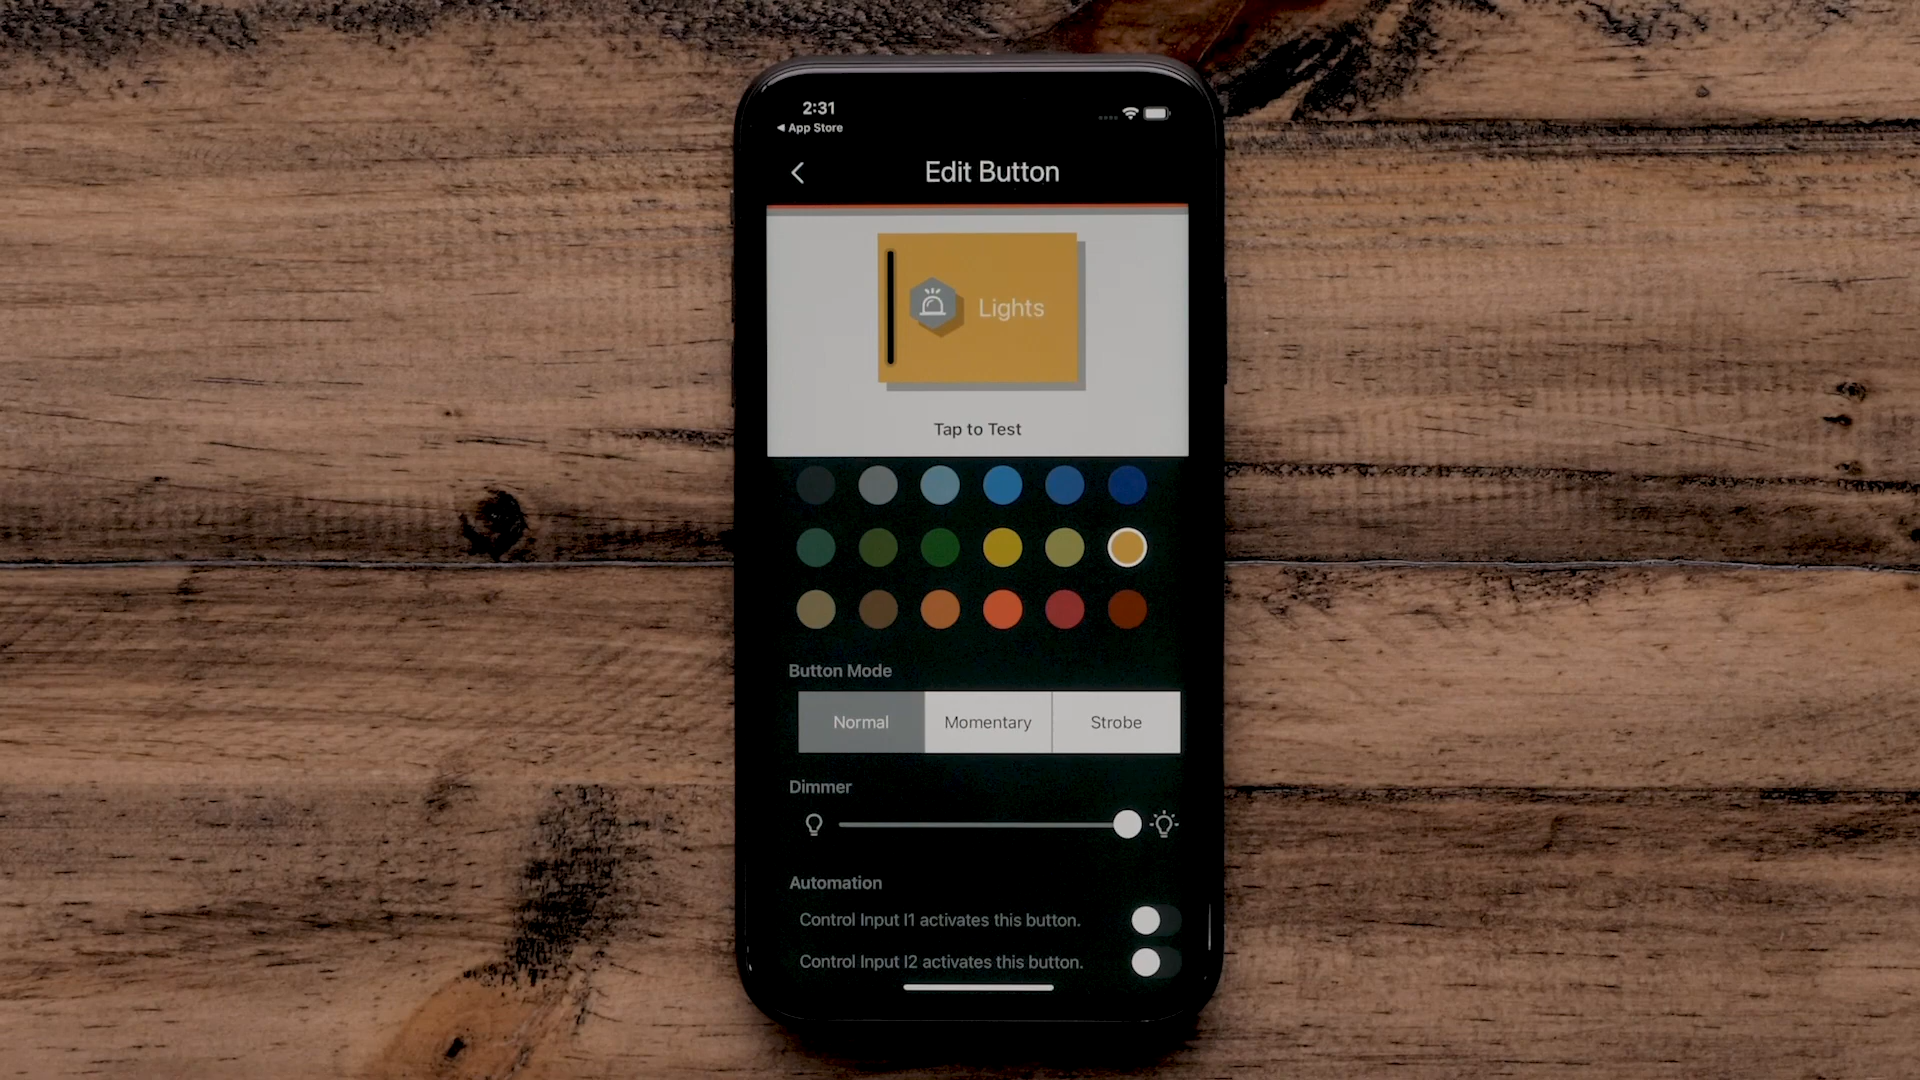 2:31
◀ App Store
Edit Button
Lights
Tap to Test
Button Mode
Normal Momentary Strobe
Dimmer
Automation
Control Input I1 activates this button.
Control Input I2 activates this button.